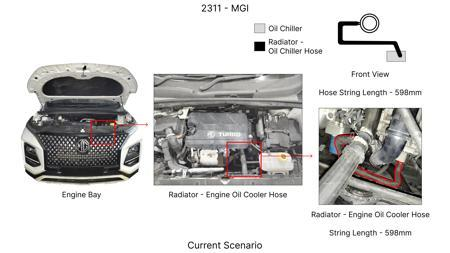 2311 - MGI
Oil Chiller
Radiator -
Oil Chiller Hose
Front View
Hose String Length - 598mm
MG
TURBO
Engine Bay
Radiator - Engine Oil Cooler Hose
Radiator - Engine Oil Cooler Hose
String Length - 598mm
Current Scenario